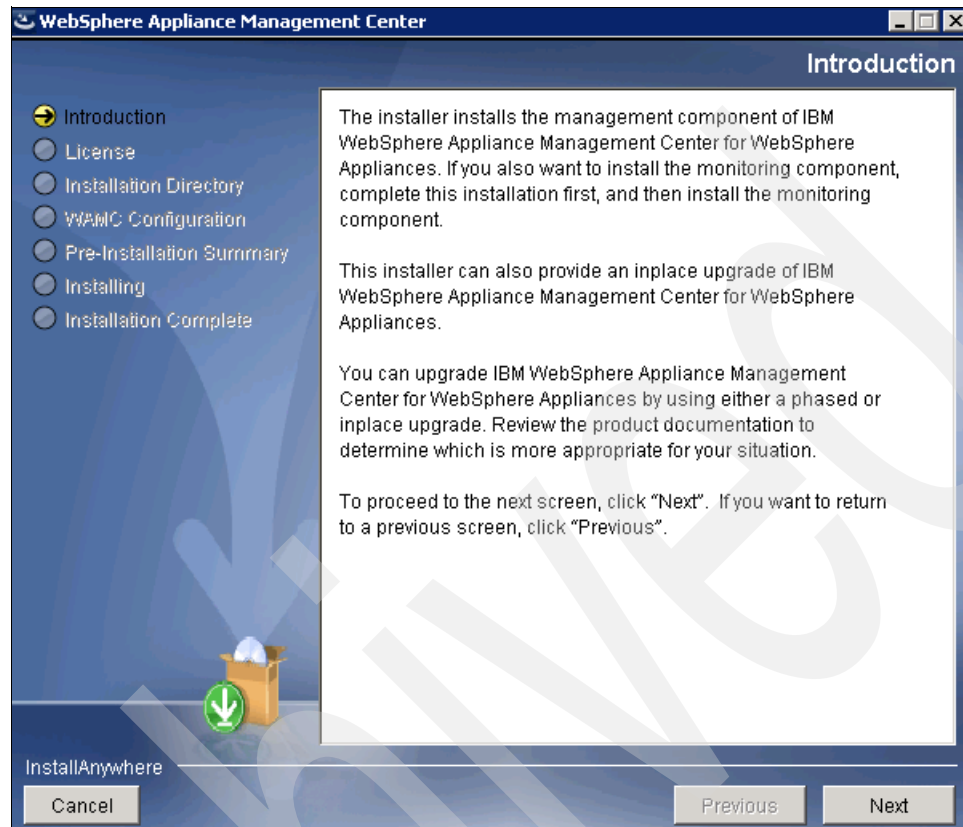 WebSphere Appliance Management Center
Introduction
Introduction
License
Installation Directory
WAMC Configuration
Pre-Installation Summary
Installing
Installation Complete
The installer installs the management component of IBM
WebSphere Appliance Management Center for WebSphere
Appliances. If you also want to install the monitoring component,
complete this installation first, and then install the monitoring
component.
This installer can also provide an inplace upgrade of IBM
WebSphere Appliance Management Center for WebSphere
Appliances.
You can upgrade IBM WebSphere Appliance Management
Center for WebSphere Appliances by using either a phased or
inplace upgrade. Review the product documentation to
determine which is more appropriate for your situation.
To proceed to the next screen, click “Next”.  If you want to return
to a previous screen, click “Previous”.
InstallAnywhere
Cancel
Previous
Next